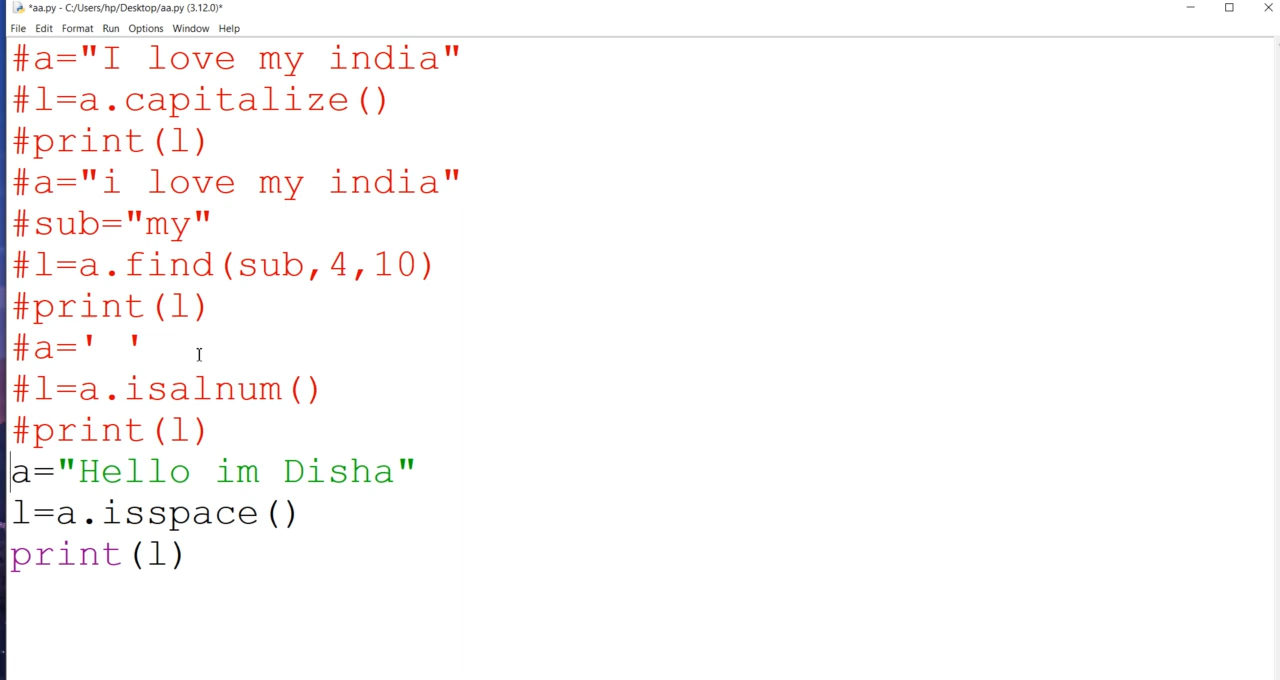 *aa.py - C:/Users/hp/Desktop/aa.py (3.12.0)*
File Edit Format Run Options Window Help
#a="I love my india"
#l=a.capitalize()
#print(l)
#a="i love my india"
#sub="my"
#l=a.find(sub,4,10)
#print(l)
#a=' '
#l=a.isalnum()
#print(l)
a="Hello im Disha"
l=a.isspace()
print(l)